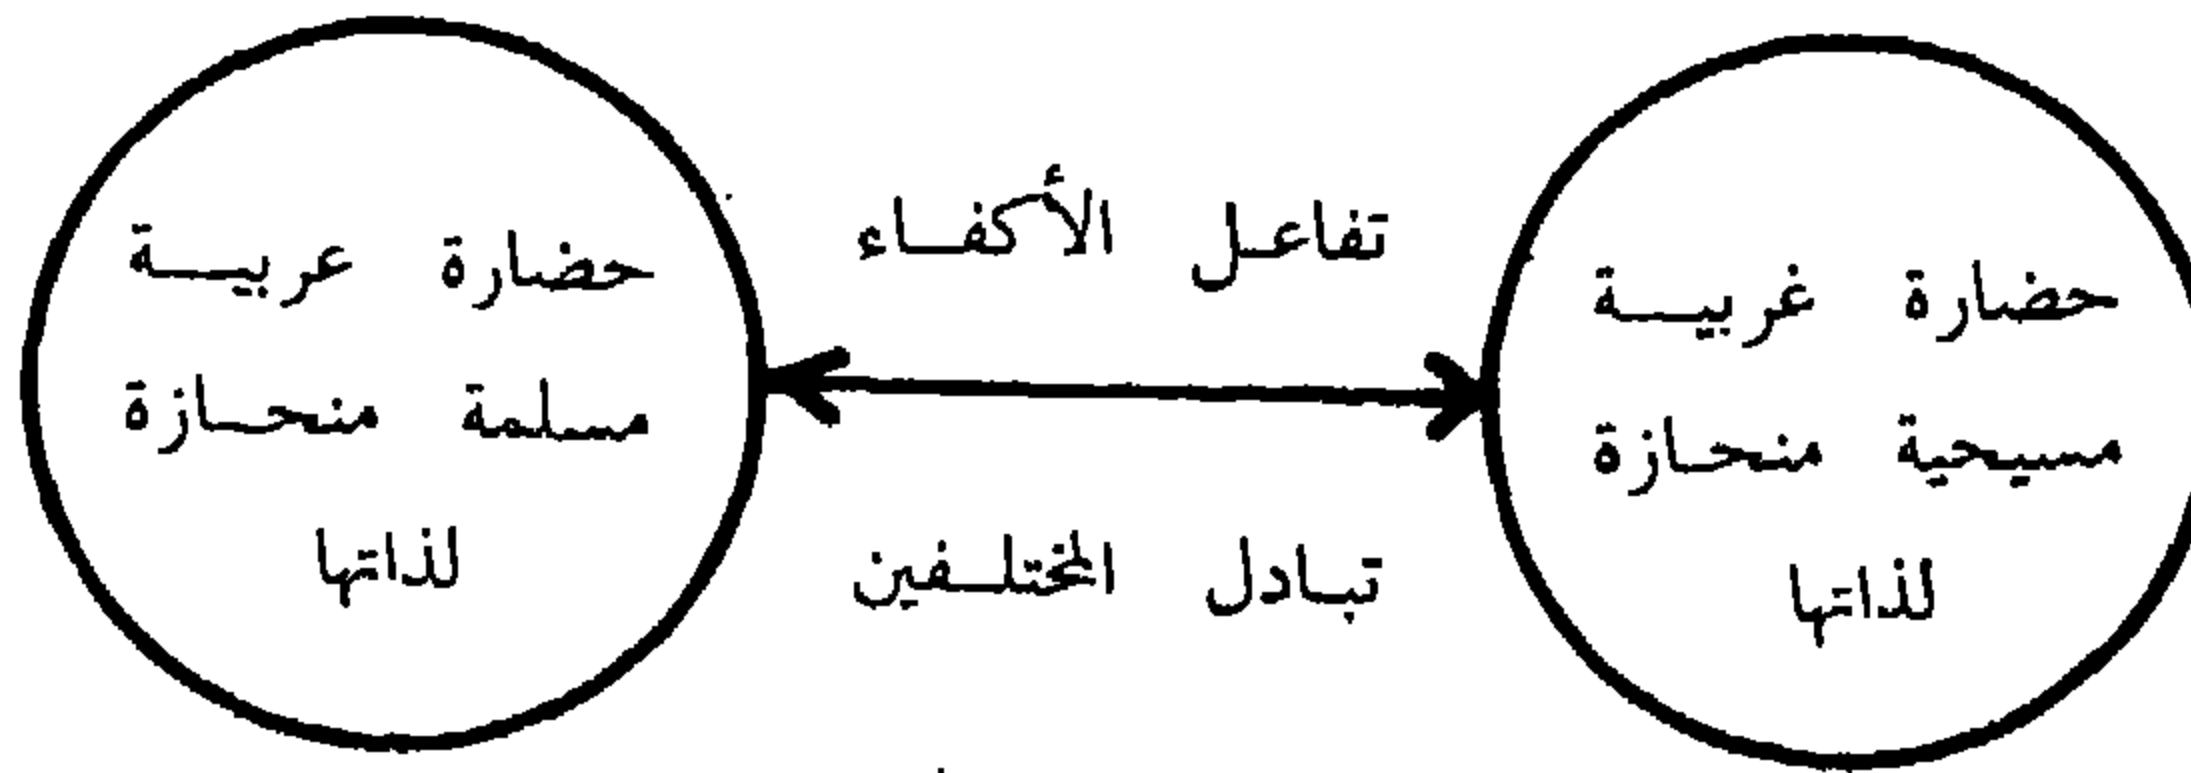 حضارة غربية
مسيحية منحازة
لذاتها
تفاعل الأكفاء
تبادل المختلفين
حضارة عربية
مسلمة منحازة
لذاتها